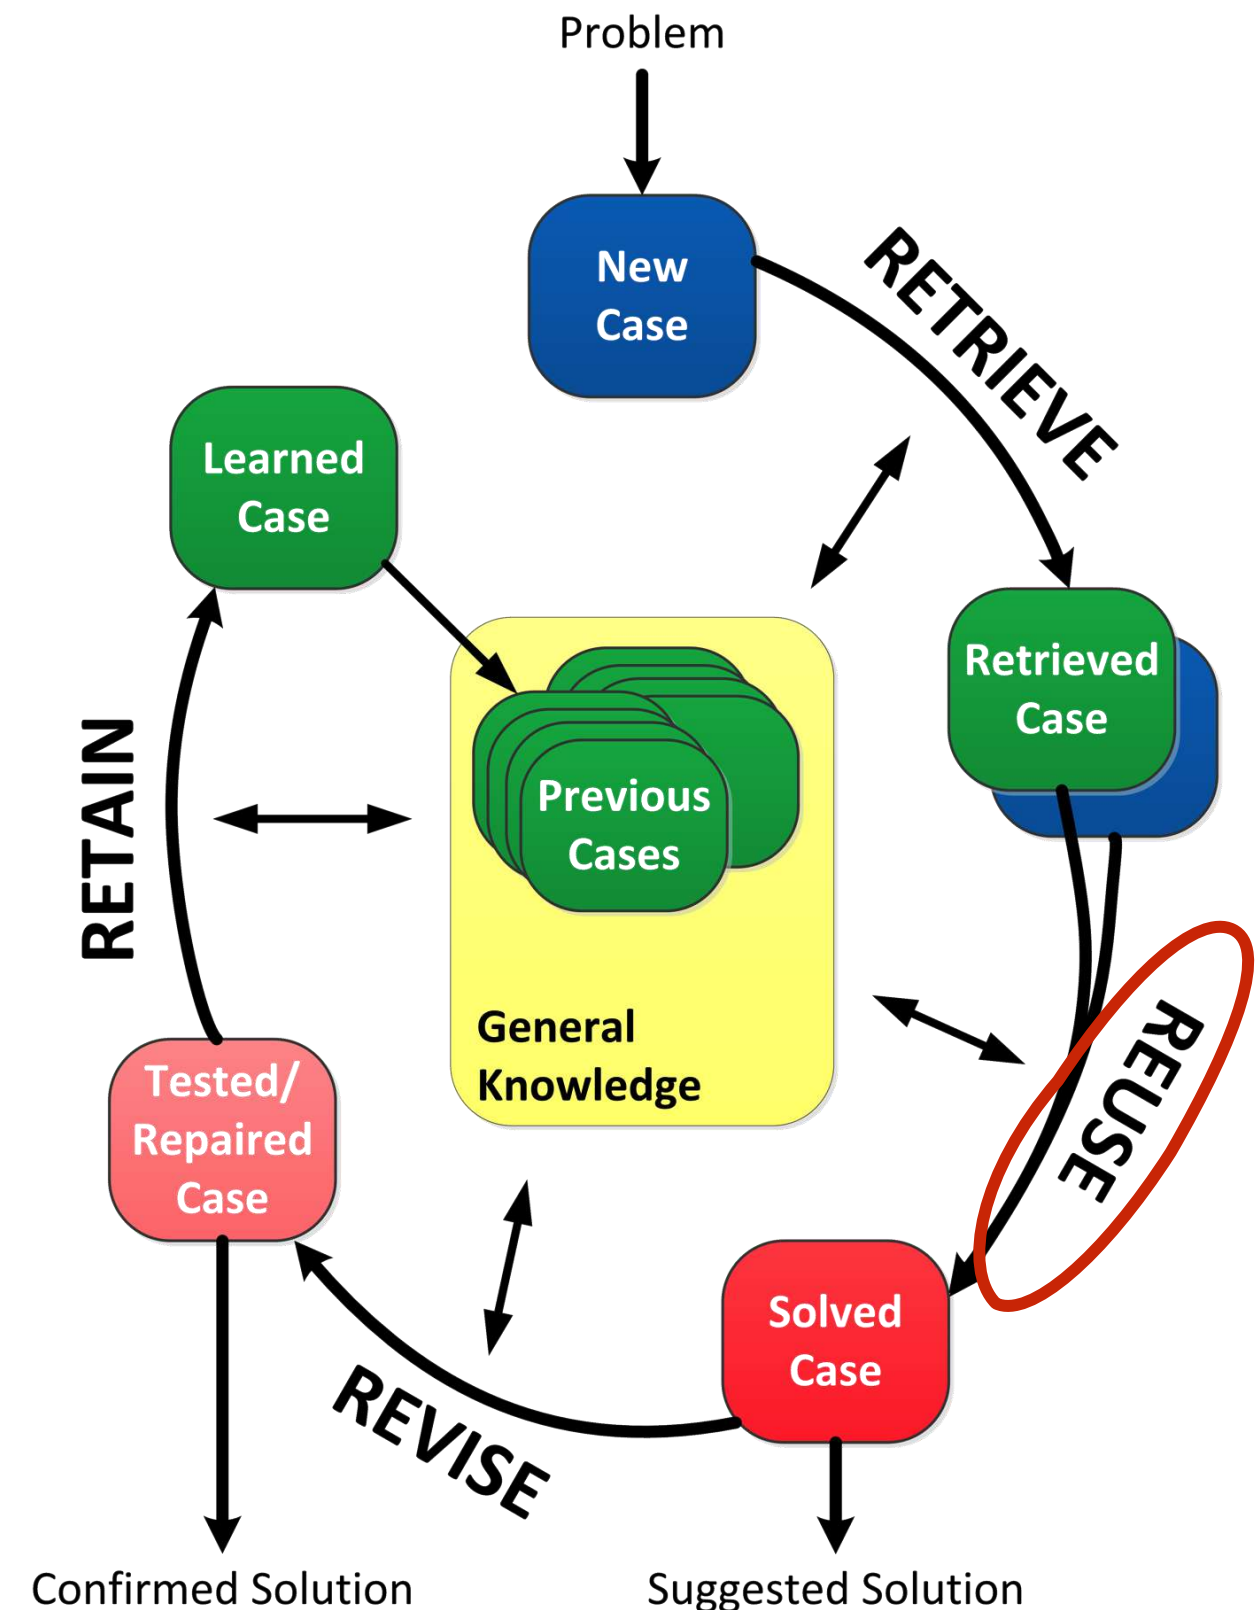 Problem
New
Case
RETRIEVE
Learned
Case
Retrieved
Case
Previous
Cases
RETAIN
General
Knowledge
REUSE
Tested/
Repaired
Case
Solved
Case
REVISE
Confirmed Solution
Suggested Solution